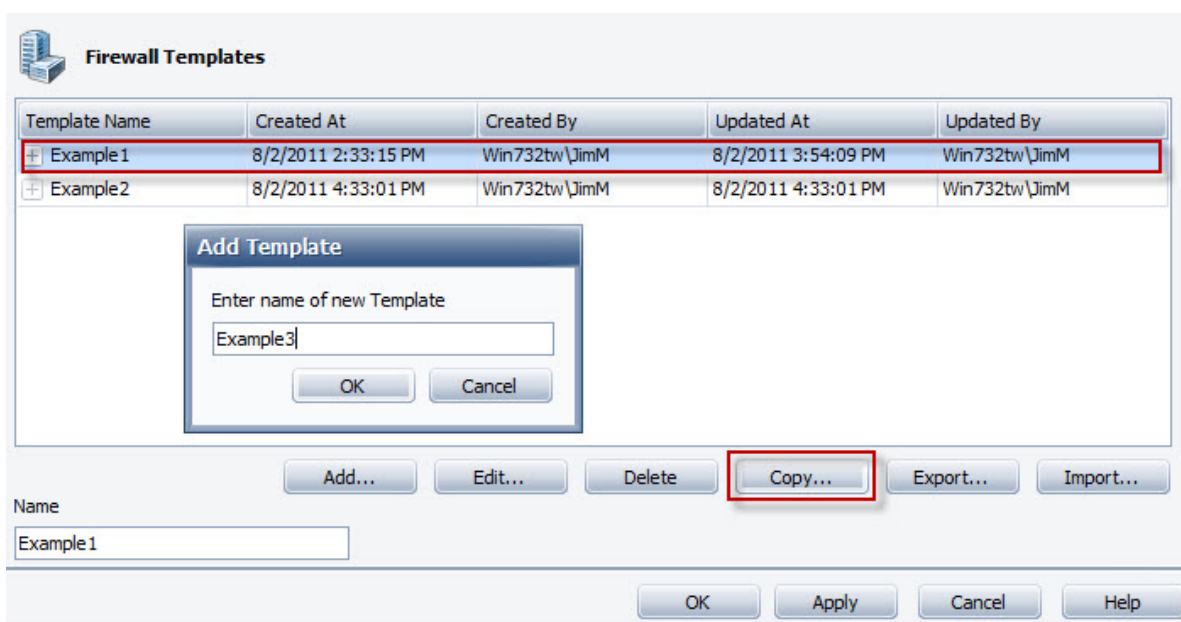 Firewall Templates
Template Name Created At Created By Updated At Updated By
Example1 8/2/2011 2:33:15 PM Win732tw\JimM 8/2/2011 3:54:09 PM Win732tw\JimM
Example2 8/2/2011 4:33:01 PM Win732tw\JimM 8/2/2011 4:33:01 PM Win732tw\JimM
Add Template
Enter name of new Template
Example3
OK Cancel
Add... Edit... Delete Copy... Export... Import...
Name
Example1
OK Apply Cancel Help